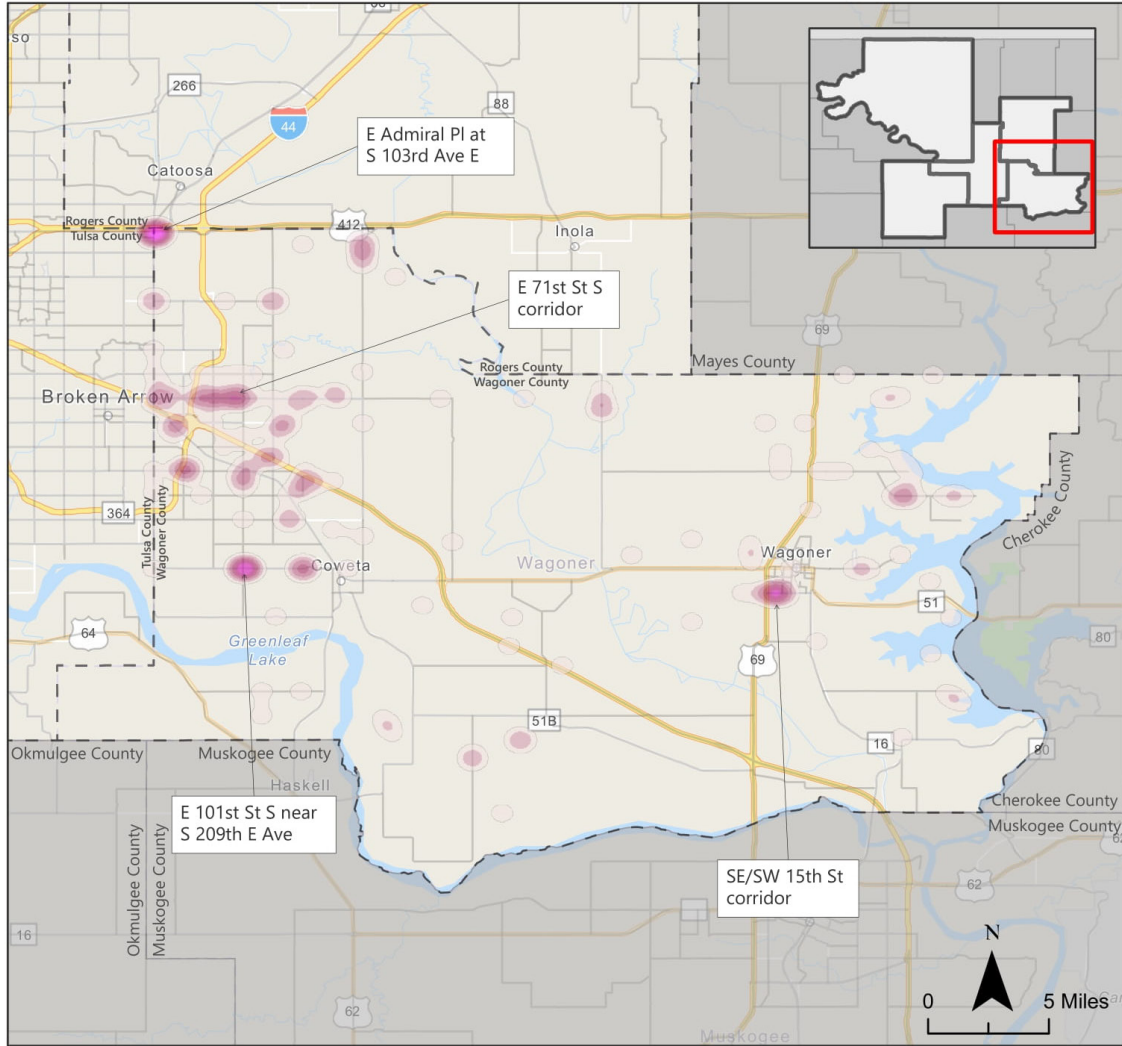 so
266
88
44
E Admiral Pl at
S 103rd Ave E
Catoosa
Rogers County
Tulsa County
412
Inola
E 71st St S
corridor
69
Rogers County
Wagoner County
Mayes County
Broken Arrow
364
Tulsa County
Wagoner County
Cherokee County
Wagoner
Wagoner
Coweta
51
64
Greenleaf
Lake
80
69
51B
16
80
Okmulgee County
Muskogee County
Haskell
E 101st St S near
S 209th E Ave
Cherokee County
Muskogee County
Okmulgee County
Muskogee County
SE/SW 15th St
corridor
62
16
N
0 5 Miles
62
Muskogee